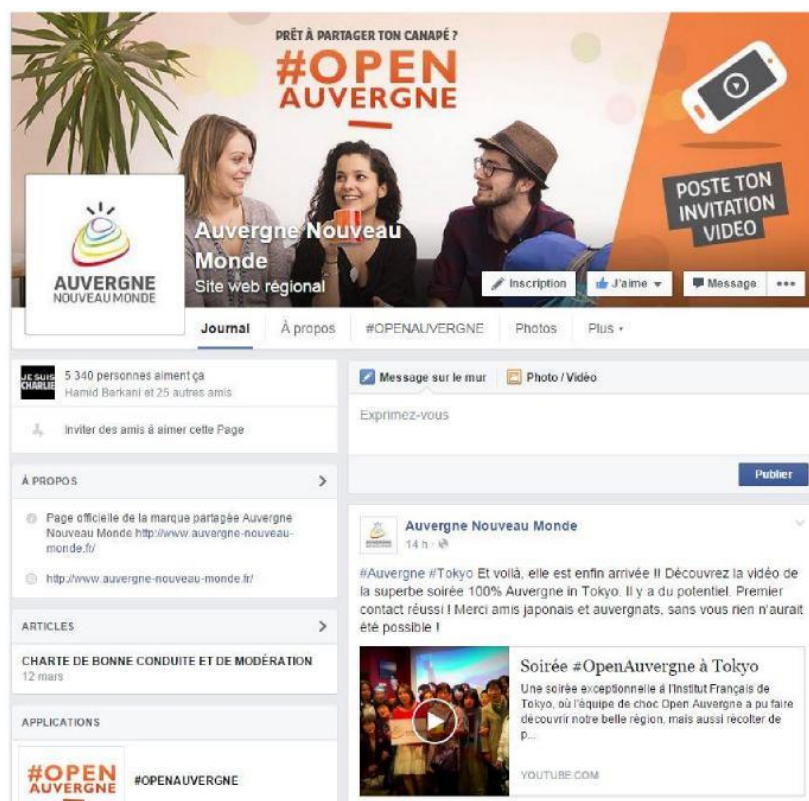 PRÊT À PARTAGER TON CANAPÉ ?
#OPEN
AUVERGNE
POSTE TON
INVITATION
VIDEO
AUVERGNE
NOUVEAU MONDE
Auvergne Nouveau
Monde
Site web régional
Inscription
J'aime
Message
Journal
À propos
#OPENAUVERGNE
Photos
Plus
JE SUIS
CHARLIE
5 340 personnes aiment ça
Hamid Berkani et 25 autres amis
Inviter des amis à aimer cette Page
À PROPOS
Page officielle de la marque partagée Auvergne
Nouveau Monde http://www.auvergne-nouveau-
monde.fr/
http://www.auvergne-nouveau-monde.fr/
ARTICLES
CHARTE DE BONNE CONDUITE ET DE MODÉRATION
12 mars
APPLICATIONS
#OPEN
AUVERGNE
#OPENAUVERGNE
Message sur le mur
Photo / Vidéo
Exprimez-vous
Publier
Auvergne Nouveau Monde
14 h
#Auvergne #Tokyo Et voilà, elle est enfin arrivée !! Découvrez la vidéo de
la superbe soirée 100% Auvergne in Tokyo. Il y a du potentiel. Premier
contact réussi ! Merci amis japonais et auvergnats, sans vous rien n'aurait
été possible !
Soirée #OpenAuvergne à Tokyo
Une soirée exceptionnelle à l'Institut Français de
Tokyo, où l'équipe de choc Open Auvergne a pu faire
découvrir notre belle région, mais aussi récolter de
p...
YOUTUBE.COM